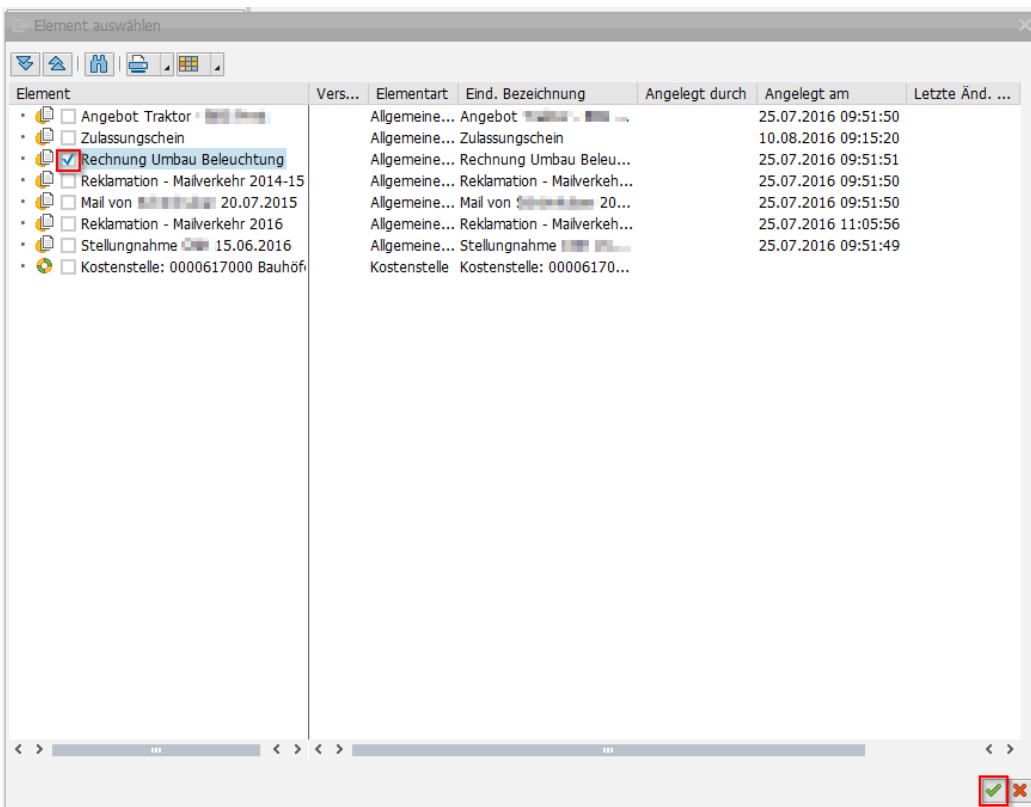 Element auswählen
Element Vers... Elementart Eind. Bezeichnung Angelegt durch Angelegt am Letzte Änd. ...
Angebot Traktor Allgemeine... Angebot 25.07.2016 09:51:50
Zulassungschein Allgemeine... Zulassungschein 10.08.2016 09:15:20
Rechnung Umbau Beleuchtung Allgemeine... Rechnung Umbau Beleu... 25.07.2016 09:51:51
Reklamation - Mailverkehr 2014-15 Allgemeine... Reklamation - Mailverkeh... 25.07.2016 09:51:50
Mail von 20.07.2015 Allgemeine... Mail von 20... 25.07.2016 09:51:50
Reklamation - Mailverkehr 2016 Allgemeine... Reklamation - Mailverkeh... 25.07.2016 11:05:56
Stellungnahme 15.06.2016 Allgemeine... Stellungnahme 25.07.2016 09:51:49
Kostenstelle: 0000617000 Bauhöf Kostenstelle Kostenstelle: 00006170...